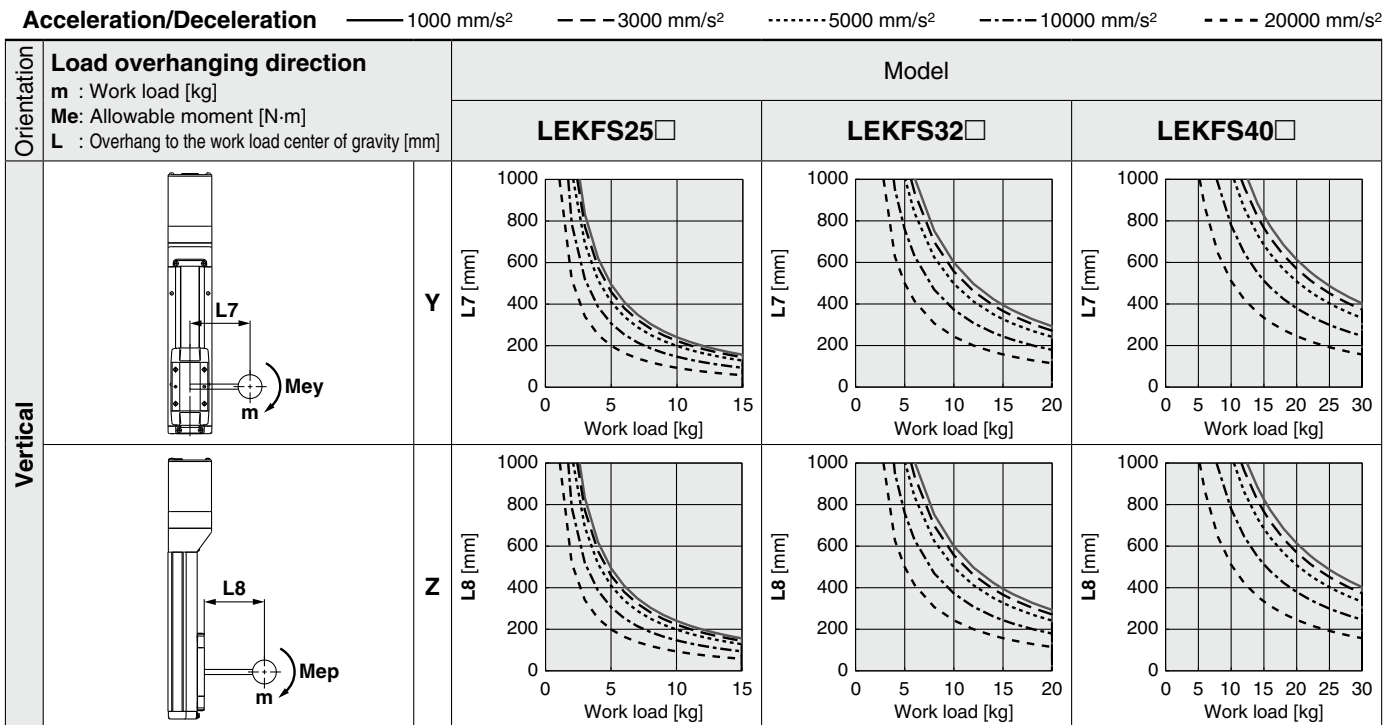 Acceleration/Deceleration 1000 mm/s² 3000 mm/s² 5000 mm/s² 10000 mm/s² 20000 mm/s²
Orientation
Load overhanging direction
m : Work load [kg]
Me: Allowable moment [N·m]
L : Overhang to the work load center of gravity [mm]
Model
LEKFS25□ LEKFS32□ LEKFS40□
Vertical
L7
m
Mey
Y
L7 [mm]
1000
800
600
400
200
0
0 5 10 15
Work load [kg]
L7 [mm]
1000
800
600
400
200
0
0 5 10 15 20
Work load [kg]
L7 [mm]
1000
800
600
400
200
0
0 5 10 15 20 25 30
Work load [kg]
L8
m
Mep
Z
L8 [mm]
1000
800
600
400
200
0
0 5 10 15
Work load [kg]
L8 [mm]
1000
800
600
400
200
0
0 5 10 15 20
Work load [kg]
L8 [mm]
1000
800
600
400
200
0
0 5 10 15 20 25 30
Work load [kg]